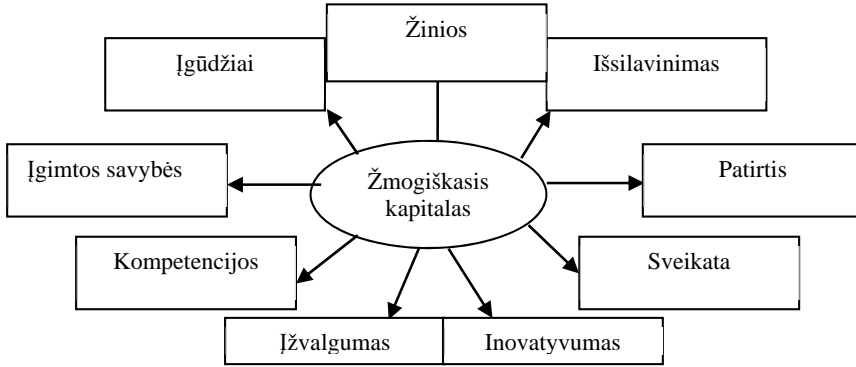 Žinios
Įgūdžiai
Išsilavinimas
Įgimtos savybės
Žmogiškasis
kapitalas
Patirtis
Kompetencijos
Sveikata
Įžvalgumas
Inovatyvumas